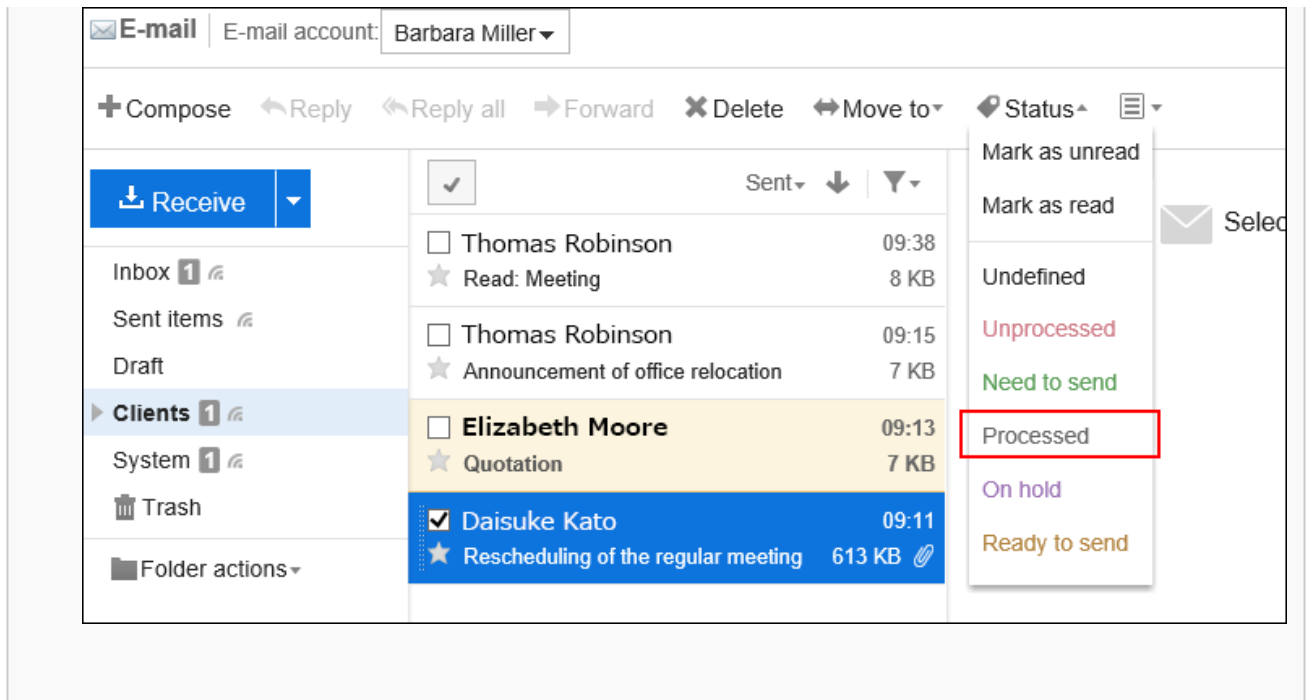 E-mail E-mail account: Barbara Miller
Compose Reply Reply all Forward Delete Move to Status
Receive
Inbox 1
Sent items
Draft
Clients 1
System 1
Trash
Folder actions
Sent
Thomas Robinson 09:38
Read: Meeting 8 KB
Thomas Robinson 09:15
Announcement of office relocation 7 KB
Elizabeth Moore 09:13
Quotation 7 KB
Daisuke Kato 09:11
Rescheduling of the regular meeting 613 KB
Mark as unread
Mark as read
Undefined
Unprocessed
Need to send
Processed
On hold
Ready to send
Selec